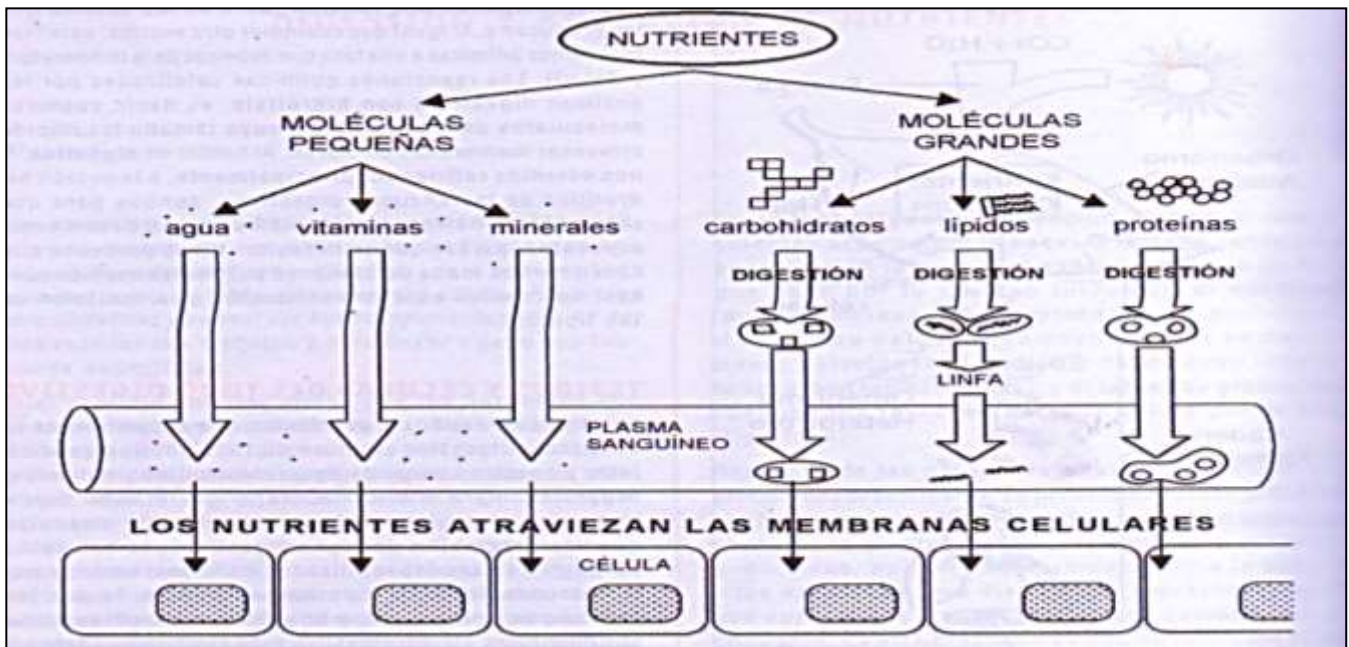 NUTRIENTES
MOLÉCULAS
PEQUEÑAS
MOLÉCULAS
GRANDES
agua
vitaminas
minerales
carbohidratos
lípidos
proteínas
DIGESTIÓN
DIGESTIÓN
DIGESTIÓN
LINFA
PLASMA
SANGUÍNEO
LOS NUTRIENTES ATRAVIEZAN LAS MEMBRANAS CELULARES
CÉLULA